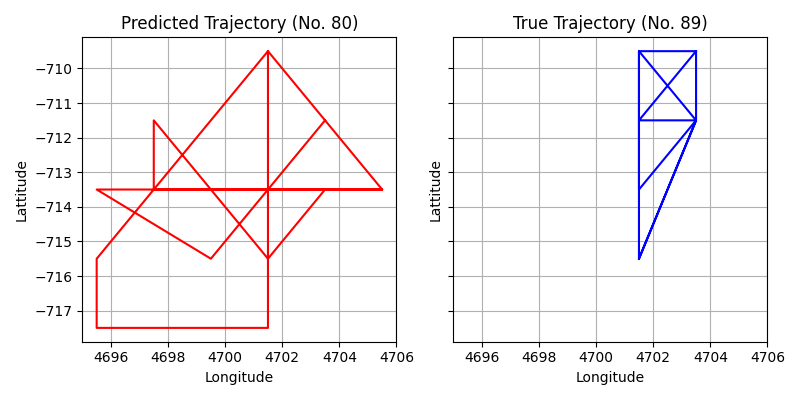 Predicted Trajectory (No. 80)
True Trajectory (No. 89)
Lattitude
−710
−711
−712
−713
−714
−715
−716
−717
4696 4698 4700 4702 4704 4706
Longitude
Lattitude
4696 4698 4700 4702 4704 4706
Longitude